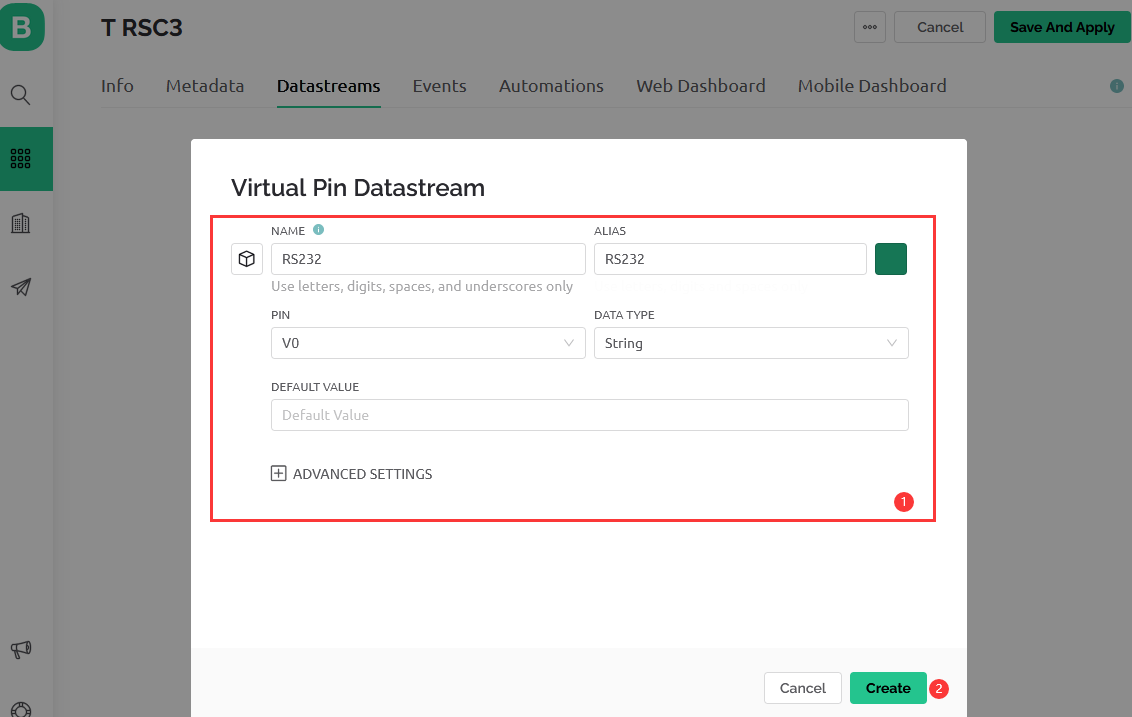 B
T RSC3
Cancel
Save And Apply
Info Metadata Datastreams Events Automations Web Dashboard Mobile Dashboard
Virtual Pin Datastream
NAME ALIAS
RS232 RS232
Use letters, digits, spaces, and underscores only
PIN DATA TYPE
V0 String
DEFAULT VALUE
Default Value
ADVANCED SETTINGS
1
Cancel Create 2